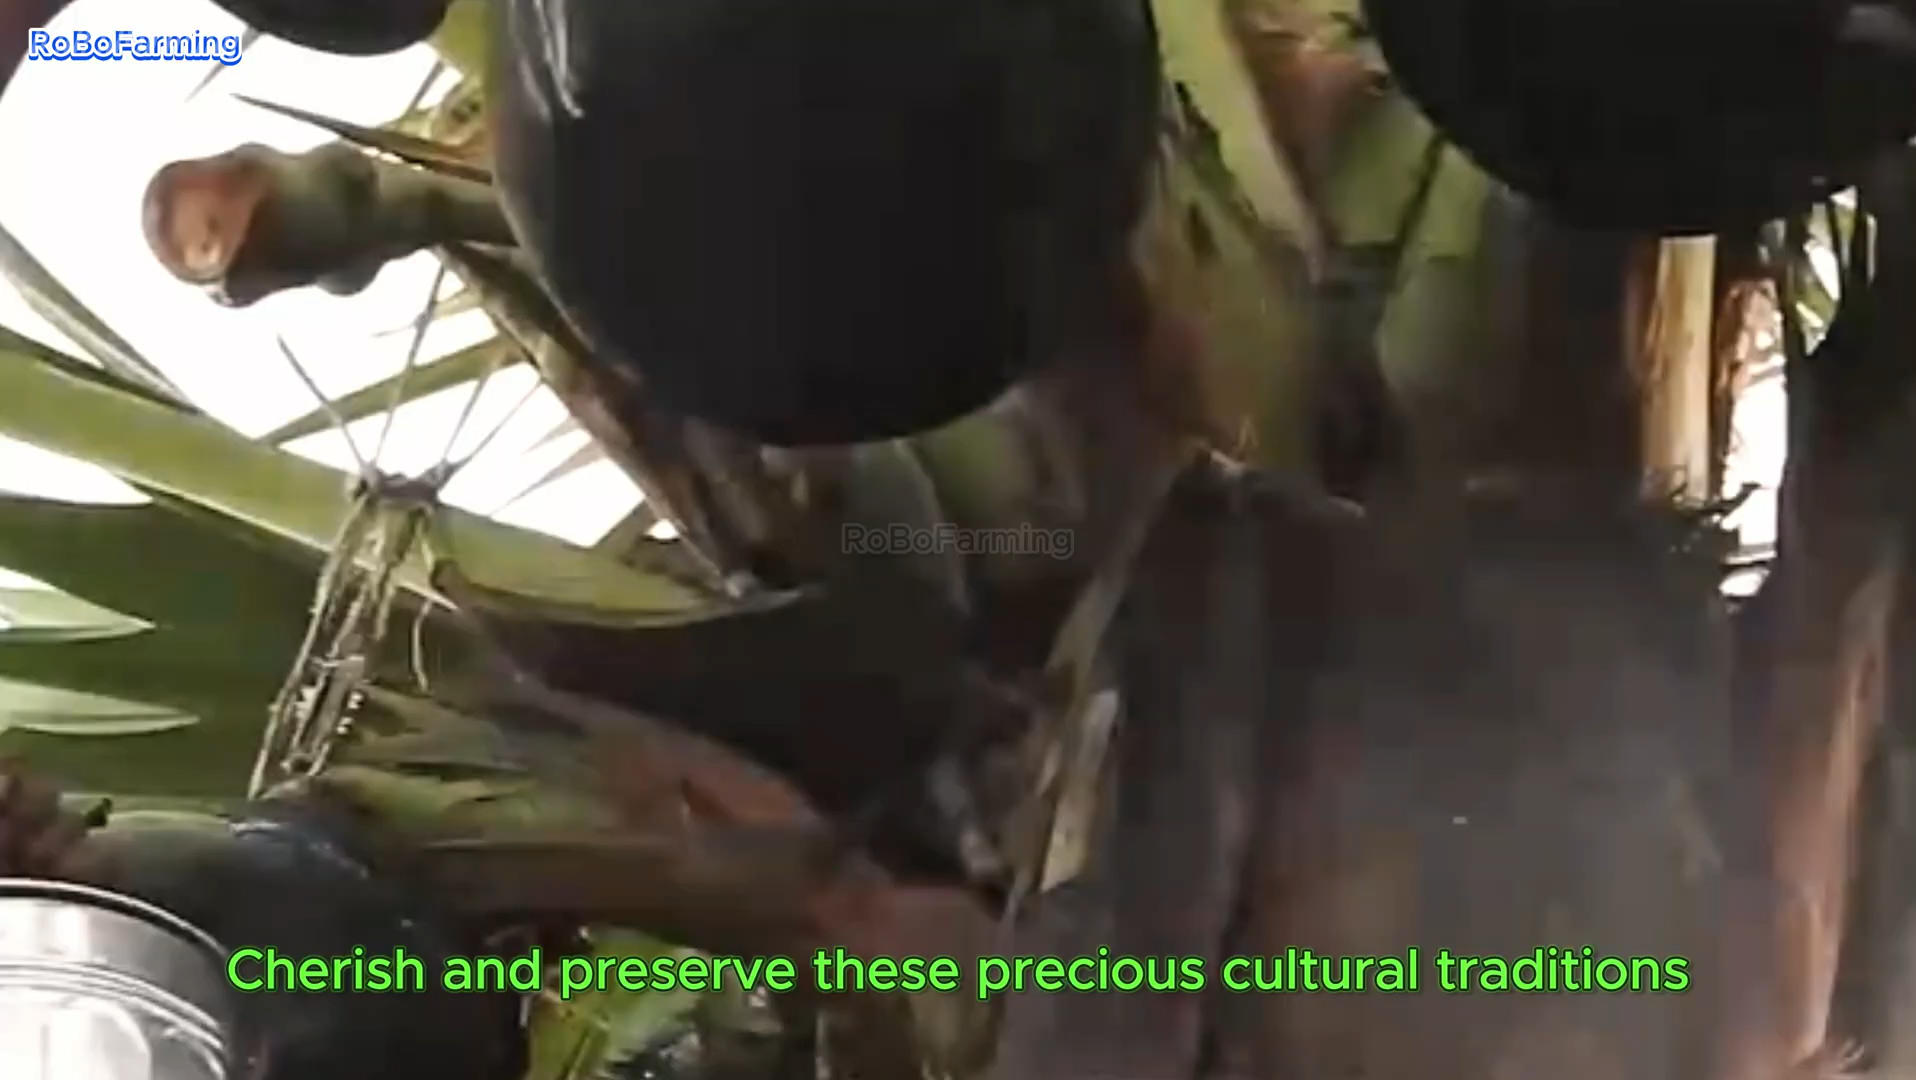 RoBoFarming
RoBoFarming
Cherish and preserve these precious cultural traditions